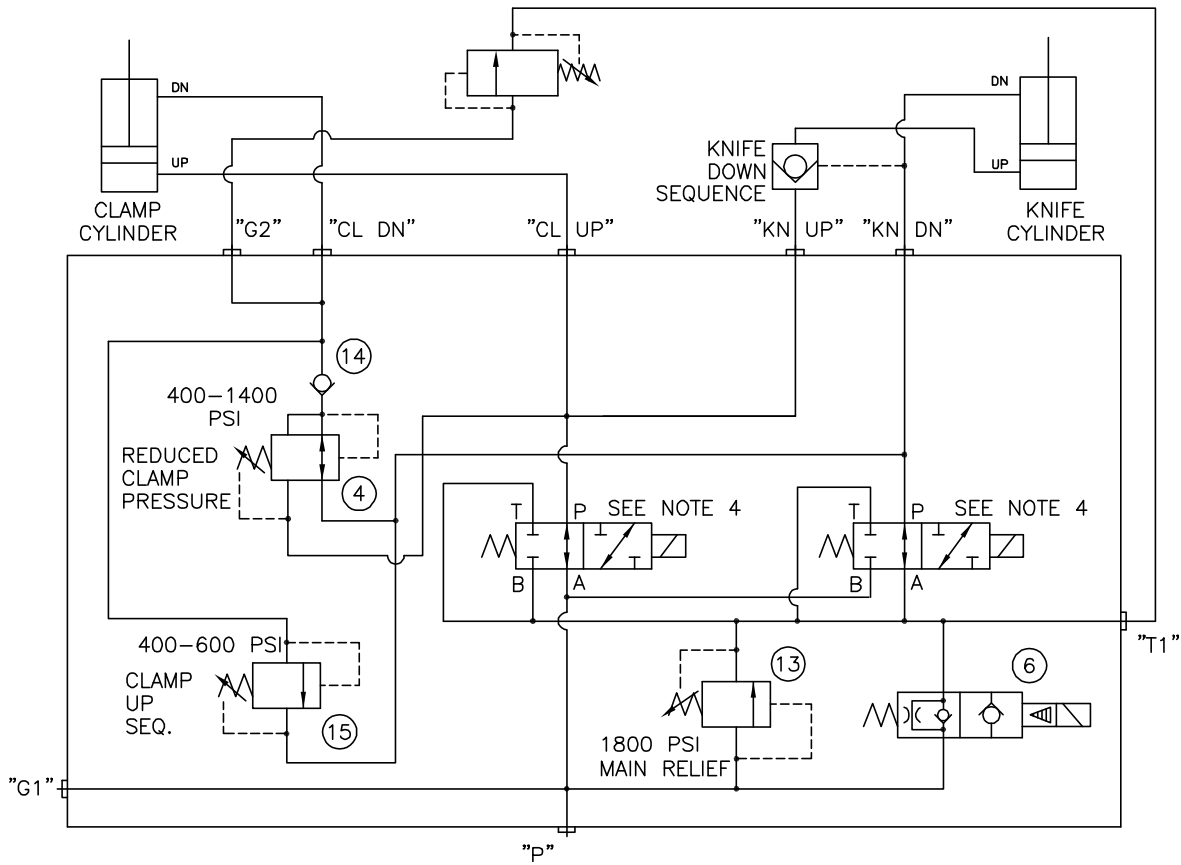 DN
UP
CLAMP
CYLINDER
KNIFE
DOWN
SEQUENCE
DN
UP
KNIFE
CYLINDER
"G2"
"CL DN"
"CL UP"
"KN UP"
"KN DN"
14
400-1400
PSI
REDUCED
CLAMP
PRESSURE
4
T
P
SEE NOTE 4
B
A
T
P
SEE NOTE 4
B
A
400-600 PSI
CLAMP
UP
SEQ.
15
13
1800 PSI
MAIN RELIEF
6
"T1"
"G1"
"P"